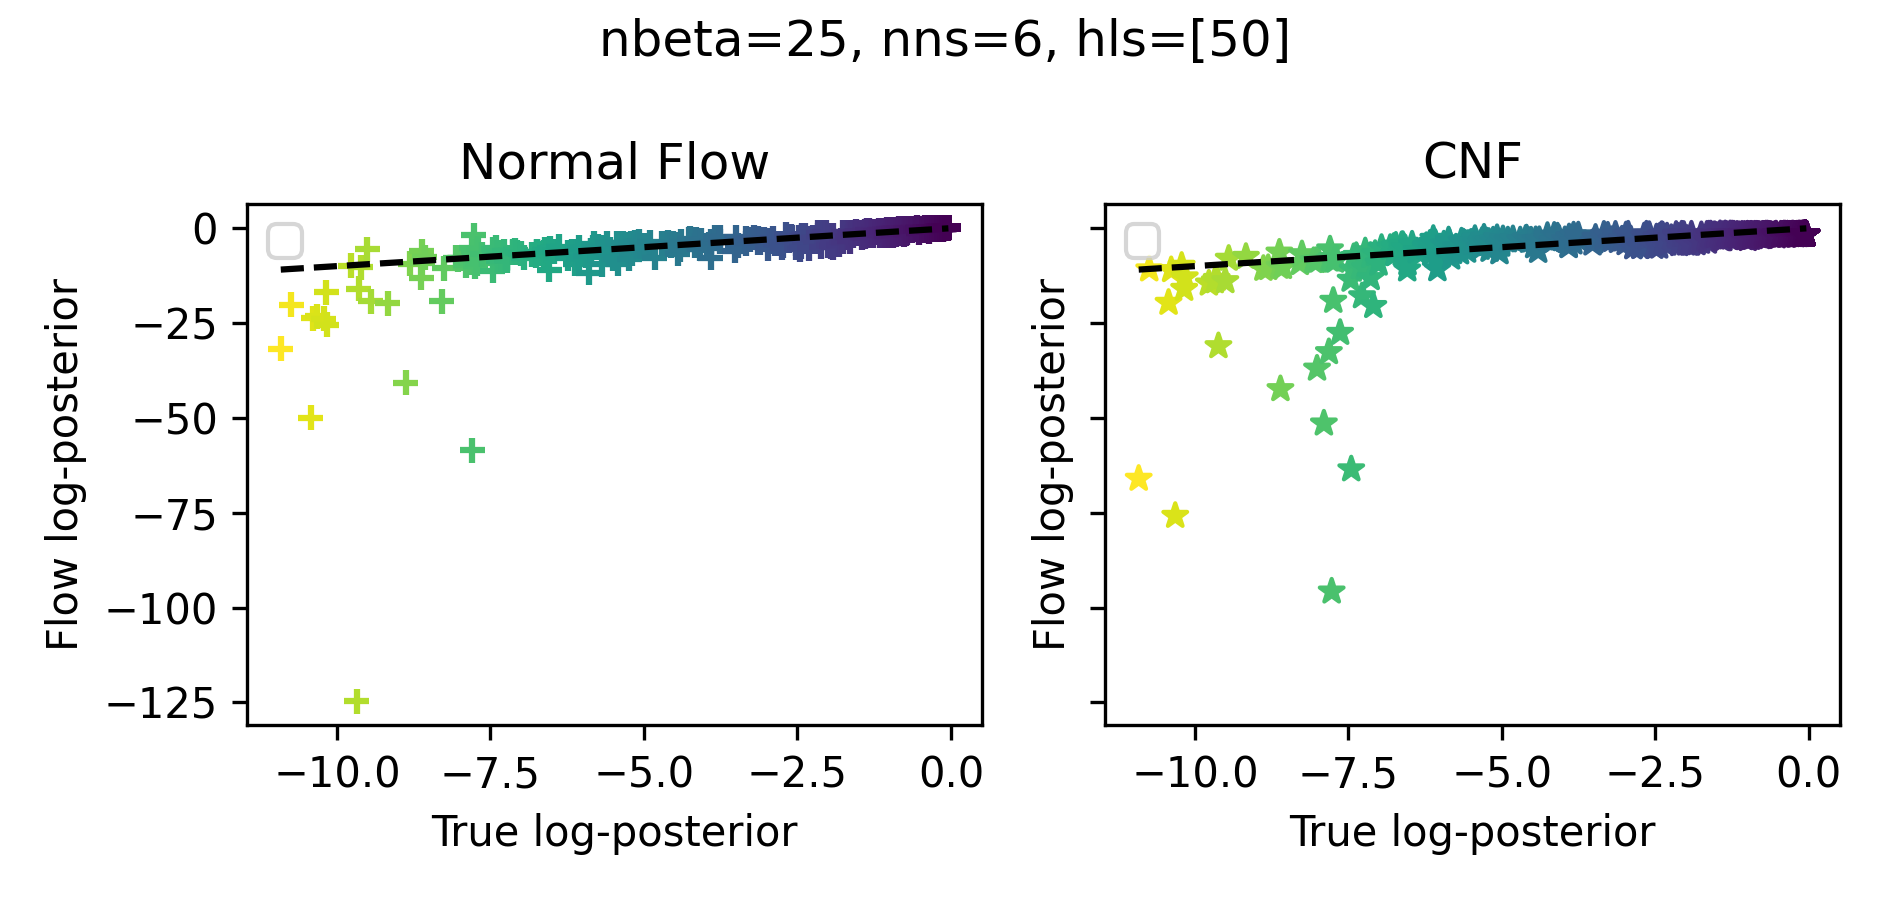 nbeta=25, nns=6, hls=[50]
Normal Flow
CNF
Flow log-posterior
0
−25
−50
−75
−100
−125
−10.0 −7.5 −5.0 −2.5 0.0
True log-posterior
Flow log-posterior
−10.0 −7.5 −5.0 −2.5 0.0
True log-posterior